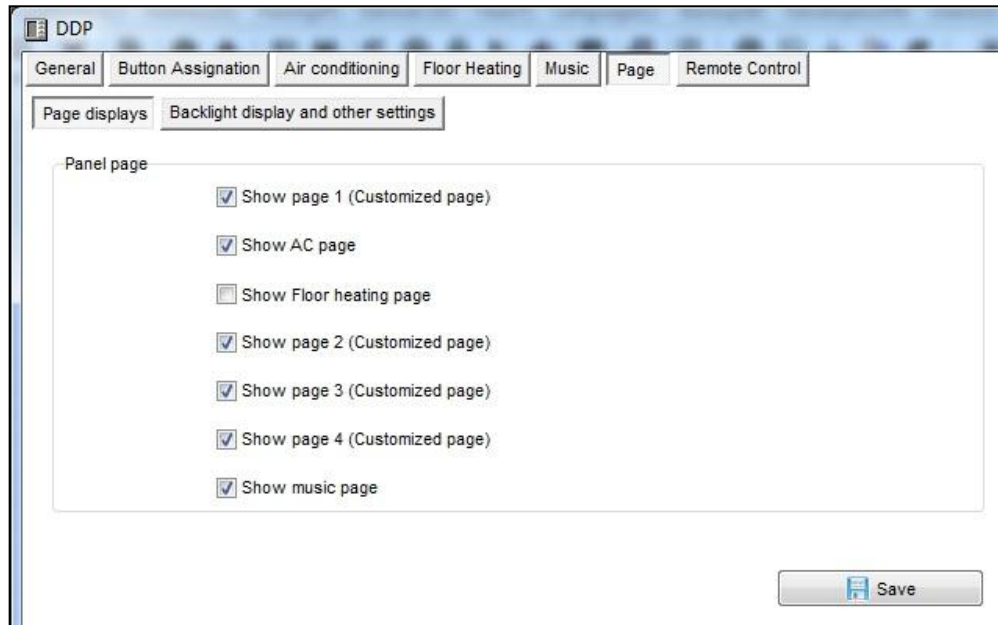 DDP
General Button Assignation Air conditioning Floor Heating Music Page Remote Control
Page displays Backlight display and other settings
Panel page
Show page 1 (Customized page)
Show AC page
Show Floor heating page
Show page 2 (Customized page)
Show page 3 (Customized page)
Show page 4 (Customized page)
Show music page
Save